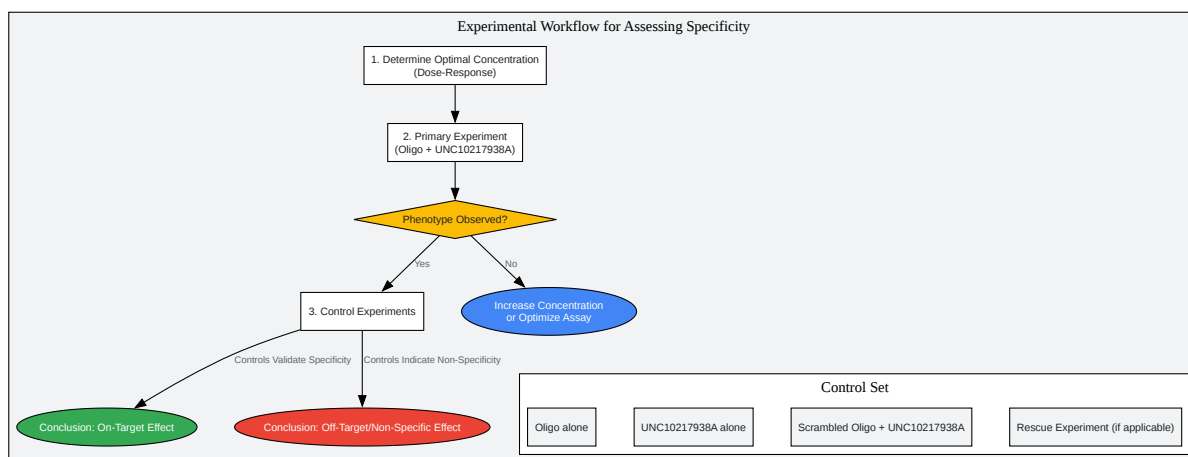 Experimental Workflow for Assessing Specificity
1. Determine Optimal Concentration
(Dose-Response)
2. Primary Experiment
(Oligo + UNC10217938A)
Phenotype Observed?
Yes
No
3. Control Experiments
Increase Concentration
or Optimize Assay
Controls Validate Specificity
Controls Indicate Non-Specificity
Conclusion: On-Target Effect
Conclusion: Off-Target/Non-Specific Effect
Control Set
Oligo alone
UNC10217938A alone
Scrambled Oligo + UNC10217938A
Rescue Experiment (if applicable)